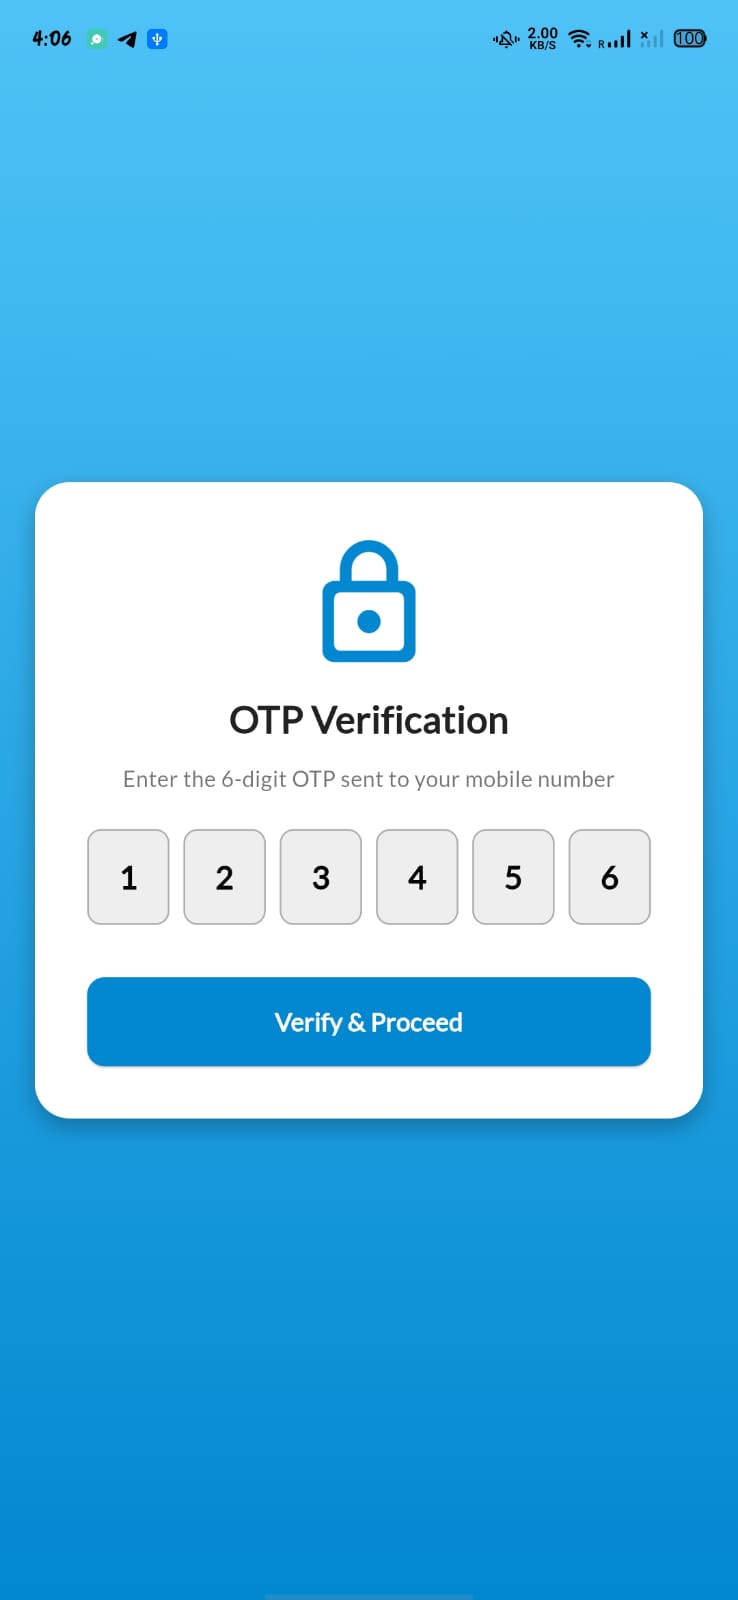 4:06
2.00
KB/S
R
100
OTP Verification
Enter the 6-digit OTP sent to your mobile number
1 2 3 4 5 6
Verify & Proceed